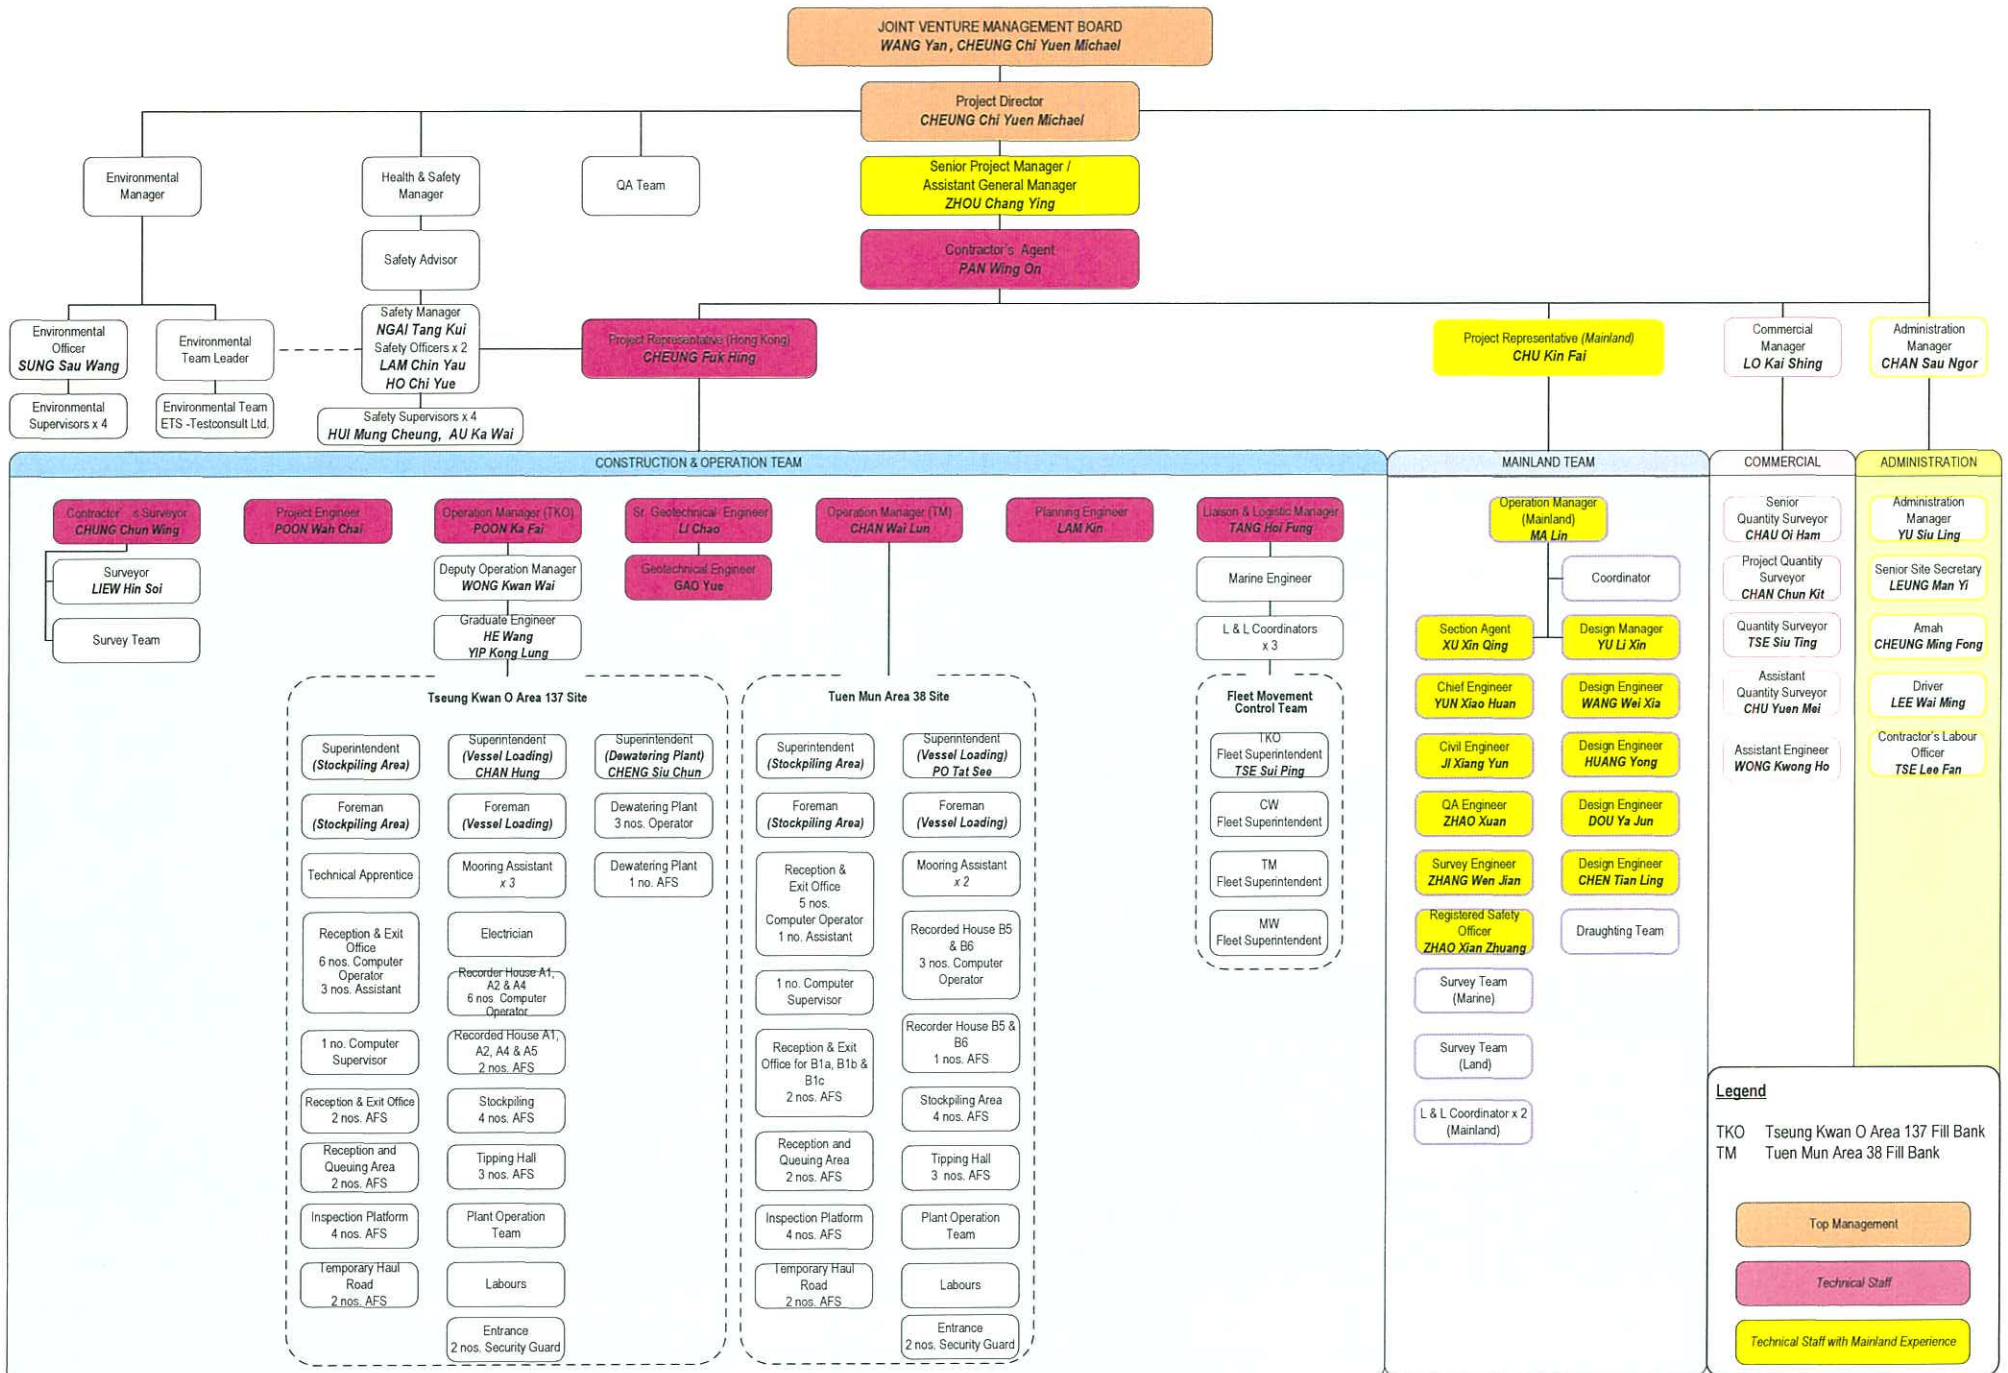 JOINT VENTURE MANAGEMENT BOARD
WANG Yan , CHEUNG Chi Yuen Michael
Project Director
CHEUNG Chi Yuen Michael
Environmental
Manager
Health & Safety
Manager
QA Team
Senior Project Manager /
Assistant General Manager
ZHOU Chang Ying
Safety Advisor
Contractor's Agent
PAN Wing On
Environmental
Officer
SUNG Sau Wang
Environmental
Team Leader
Safety Manager
NGAI Tang Kui
Safety Officers x 2
LAM Chin Yau
HO Chi Yue
Project Representative (Hong Kong)
CHEUNG Fuk Hing
Project Representative (Mainland)
CHU Kin Fai
Commercial
Manager
LO Kai Shing
Administration
Manager
CHAN Sau Ngor
Environmental
Supervisors x 4
Environmental Team
ETS -Testconsult Ltd.
Safety Supervisors x 4
HUI Mung Cheung, AU Ka Wai
CONSTRUCTION & OPERATION TEAM
MAINLAND TEAM
COMMERCIAL
ADMINISTRATION
Contractor' s Surveyor
CHUNG Chun Wing
Surveyor
LIEW Hin Soi
Survey Team
Project Engineer
POON Wah Chai
Operation Manager (TKO)
POON Ka Fai
Deputy Operation Manager
WONG Kwan Wai
Graduate Engineer
HE Wang
YIP Kong Lung
Sr. Geotechnical Engineer
LI Chao
Geotechnical Engineer
GAO Yue
Operation Manager (TM)
CHAN Wai Lun
Planning Engineer
LAM Kin
Liaison & Logistic Manager
TANG Hoi Fung
Marine Engineer
L & L Coordinators
x 3
Tseung Kwan O Area 137 Site
Superintendent
(Stockpiling Area)
Foreman
(Stockpiling Area)
Technical Apprentice
Reception & Exit
Office
6 nos. Computer
Operator
3 nos. Assistant
1 no. Computer
Supervisor
Reception & Exit Office
2 nos. AFS
Reception and
Queuing Area
2 nos. AFS
Inspection Platform
4 nos. AFS
Temporary Haul
Road
2 nos. AFS
Superintendent
(Vessel Loading)
CHAN Hung
Foreman
(Vessel Loading)
Mooring Assistant
x 3
Electrician
Recorder House A1,
A2 & A4
6 nos. Computer
Operator
Recorded House A1,
A2, A4 & A5
2 nos. AFS
Stockpiling
4 nos. AFS
Tipping Hall
3 nos. AFS
Plant Operation
Team
Labours
Entrance
2 nos. Security Guard
Superintendent
(Dewatering Plant)
CHENG Siu Chun
Dewatering Plant
3 nos. Operator
Dewatering Plant
1 no. AFS
Tuen Mun Area 38 Site
Superintendent
(Stockpiling Area)
Foreman
(Stockpiling Area)
Reception &
Exit Office
5 nos.
Computer Operator
1 no. Assistant
1 no. Computer
Supervisor
Reception & Exit
Office for B1a, B1b &
B1c
2 nos. AFS
Reception and
Queuing Area
2 nos. AFS
Inspection Platform
4 nos. AFS
Temporary Haul
Road
2 nos. AFS
Superintendent
(Vessel Loading)
PO Tat See
Foreman
(Vessel Loading)
Mooring Assistant
x 2
Recorded House B5
& B6
3 nos. Computer
Operator
Recorder House B5 &
B6
1 nos. AFS
Stockpiling Area
4 nos. AFS
Tipping Hall
3 nos. AFS
Plant Operation
Team
Labours
Entrance
2 nos. Security Guard
Fleet Movement
Control Team
TKO
Fleet Superintendent
TSE Sui Ping
CW
Fleet Superintendent
TM
Fleet Superintendent
MW
Fleet Superintendent
Operation Manager
(Mainland)
MA Lin
Coordinator
Section Agent
XU Xin Qing
Chief Engineer
YUN Xiao Huan
Civil Engineer
JI Xiang Yun
QA Engineer
ZHAO Xuan
Survey Engineer
ZHANG Wen Jian
Registered Safety
Officer
ZHAO Xian Zhuang
Survey Team
(Marine)
Survey Team
(Land)
L & L Coordinator x 2
(Mainland)
Design Manager
YU Li Xin
Design Engineer
WANG Wei Xia
Design Engineer
HUANG Yong
Design Engineer
DOU Ya Jun
Design Engineer
CHEN Tian Ling
Draughting Team
Senior
Quantity Surveyor
CHAU Oi Ham
Project Quantity
Surveyor
CHAN Chun Kit
Quantity Surveyor
TSE Siu Ting
Assistant
Quantity Surveyor
CHU Yuen Mei
Assistant Engineer
WONG Kwong Ho
Administration
Manager
YU Siu Ling
Senior Site Secretary
LEUNG Man Yi
Amah
CHEUNG Ming Fong
Driver
LEE Wai Ming
Contractor's Labour
Officer
TSE Lee Fan
Legend
TKO Tseung Kwan O Area 137 Fill Bank
TM Tuen Mun Area 38 Fill Bank
Top Management
Technical Staff
Technical Staff with Mainland Experience